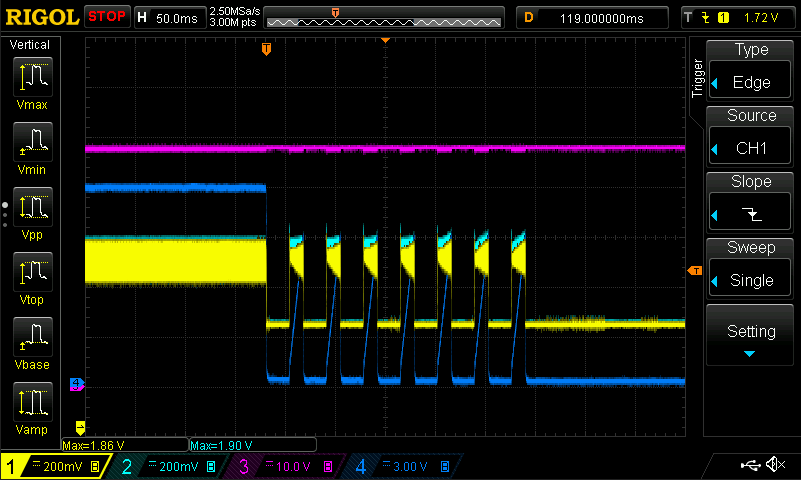 RIGOL STOP H 50.0ms 2.50MSa/s D 119.000000ms T 1 1.72 V
3.00M pts
T
Vertical
T
Vmax
Vmin
Vpp
Vtop
Vbase
Vamp
Trigger
Type
Edge
Source
CH1
Slope
Sweep
Single
Setting
T
4
Max=1.86 V Max=1.90 V
1 200mV B 2 200mV B 3 10.0 V B 4 3.00 V B